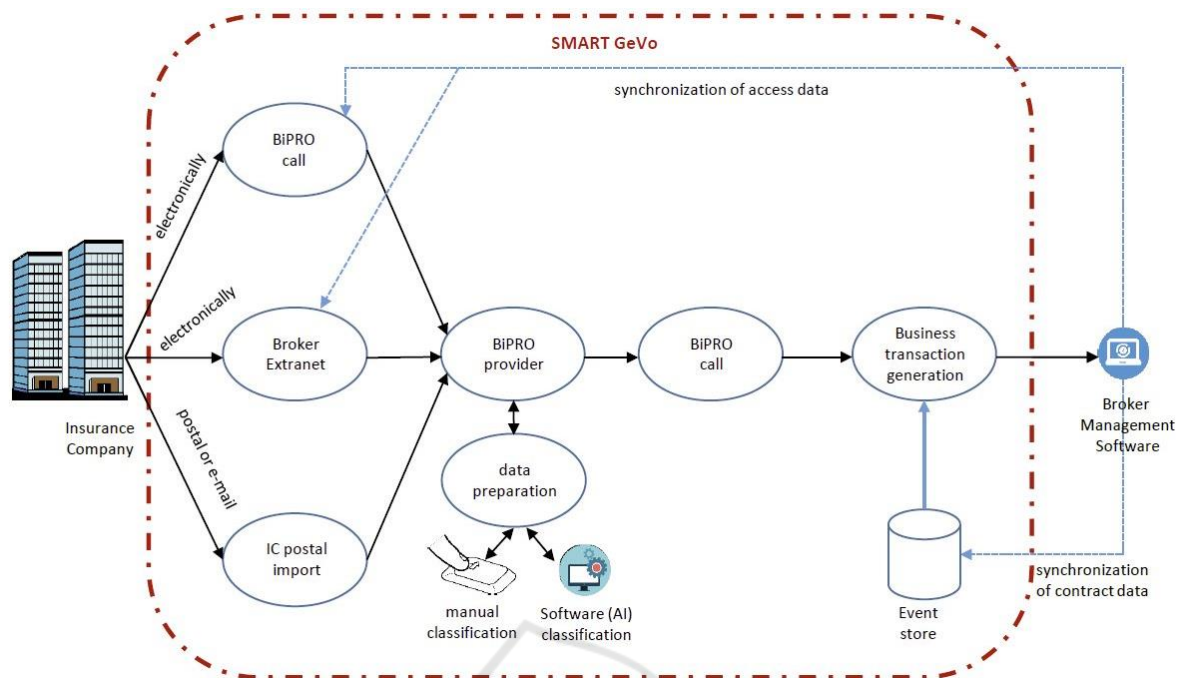 SMART GeVo
synchronization of access data
BiPRO
call
electronically
electronically
Broker
Extranet
BiPRO
provider
BiPRO
call
Business
transaction
generation
Insurance
Company
Broker
Management
Software
postal or e-mail
data
preparation
IC postal
import
manual
classification
Software (AI)
classification
Event
store
synchronization
of contract data